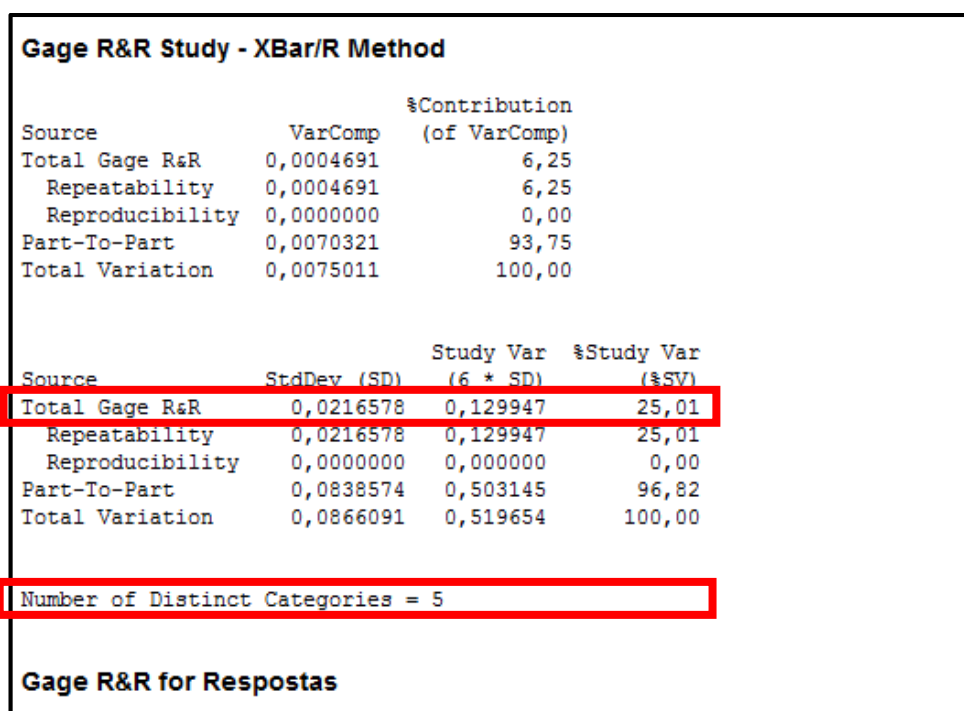 Gage R&R Study - XBar/R Method
%Contribution
Source VarComp (of VarComp)
Total Gage R&R 0,0004691 6,25
Repeatability 0,0004691 6,25
Reproducibility 0,0000000 0,00
Part-To-Part 0,0070321 93,75
Total Variation 0,0075011 100,00
Study Var %Study Var
Source StdDev (SD) (6 * SD) (%SV)
Total Gage R&R 0,0216578 0,129947 25,01
Repeatability 0,0216578 0,129947 25,01
Reproducibility 0,0000000 0,000000 0,00
Part-To-Part 0,0838574 0,503145 96,82
Total Variation 0,0866091 0,519654 100,00
Number of Distinct Categories = 5
Gage R&R for Respostas